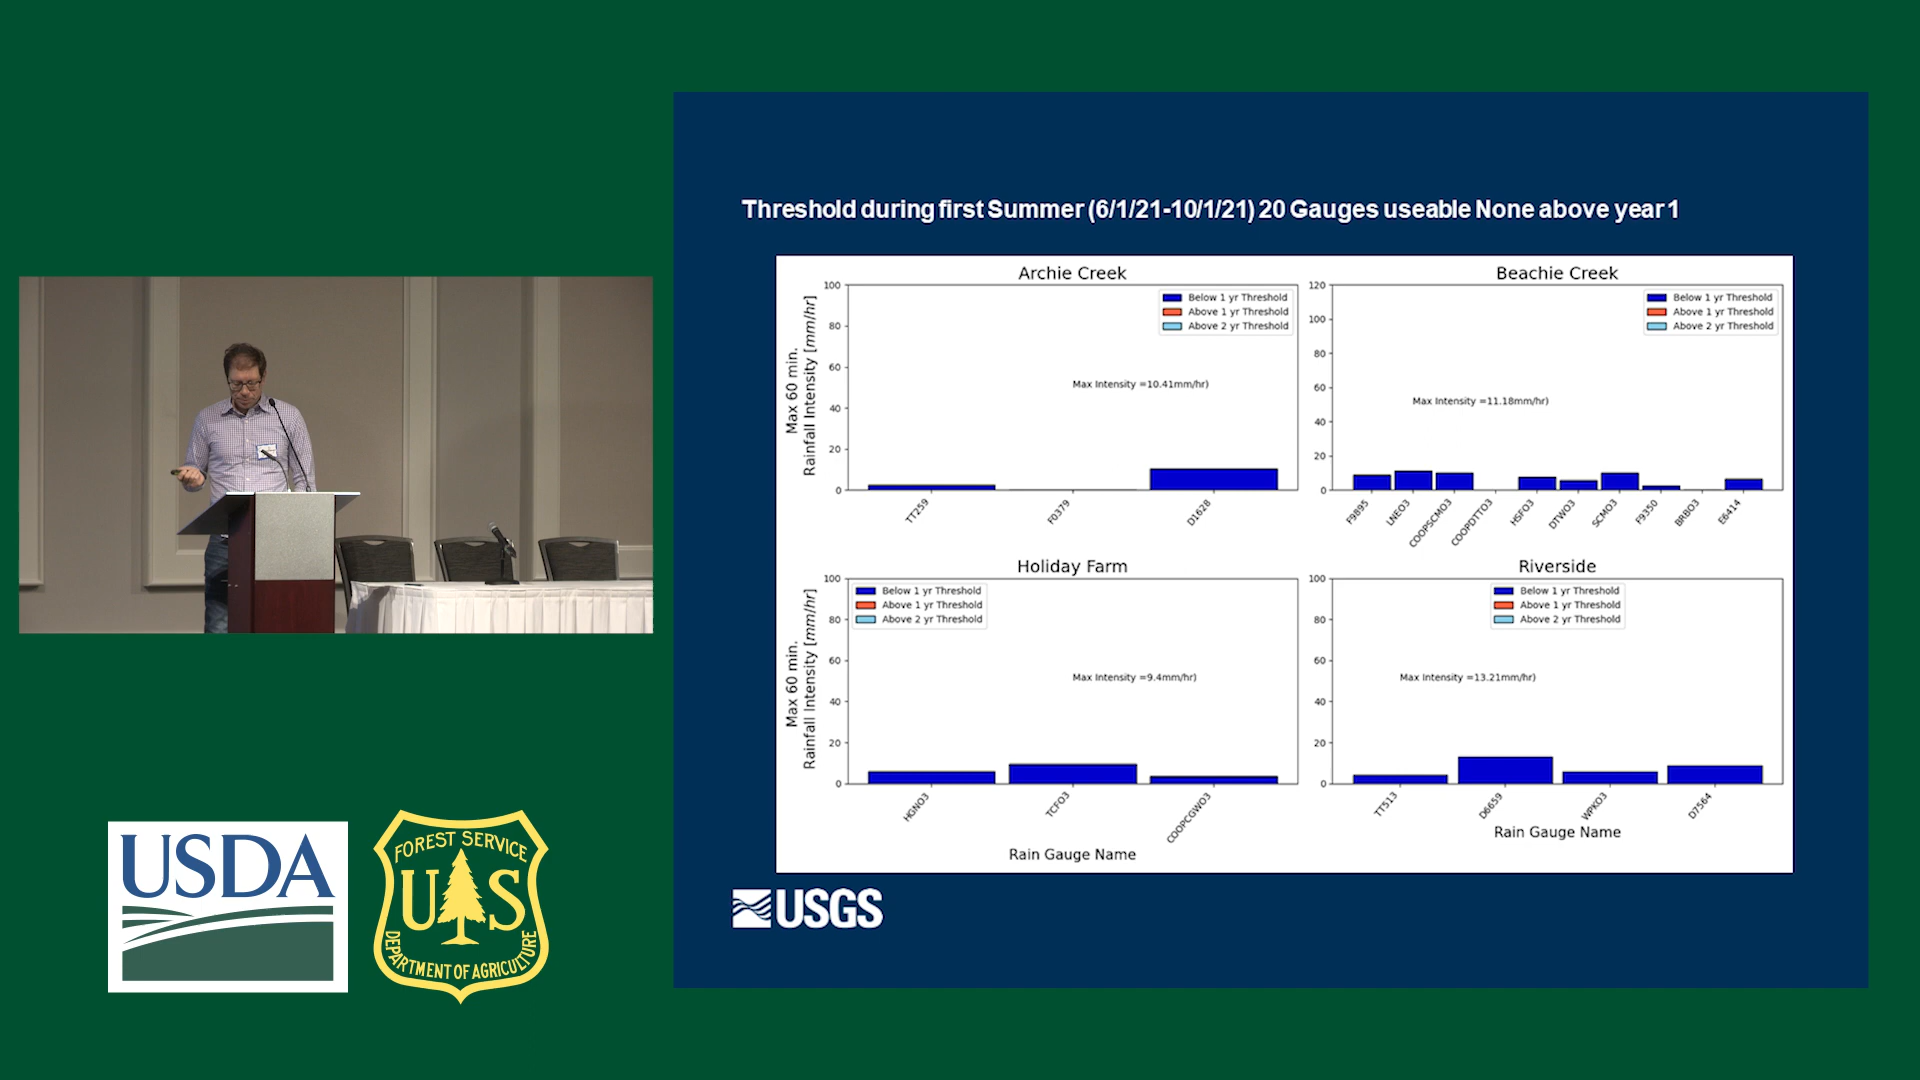 Threshold during first Summer (6/1/21-10/1/21) 20 Gauges useable None above year 1
Archie Creek
Max 60 min.
Rainfall Intensity [mm/hr]
100
80
60
40
20
0
Below 1 yr Threshold
Above 1 yr Threshold
Above 2 yr Threshold
Max Intensity =10.41mm/hr)
TT259
F0379
D1628
Beachie Creek
120
100
80
60
40
20
0
Below 1 yr Threshold
Above 1 yr Threshold
Above 2 yr Threshold
Max Intensity =11.18mm/hr)
F9895
LNEO3
COOPSCMO3
COOPDTTO3
HSFO3
DTWO3
SCMO3
F9350
BRBO3
E6414
Holiday Farm
Max 60 min.
Rainfall Intensity [mm/hr]
100
80
60
40
20
0
Below 1 yr Threshold
Above 1 yr Threshold
Above 2 yr Threshold
Max Intensity =9.4mm/hr)
HGNO3
TCFO3
COOPCGWO3
Rain Gauge Name
Riverside
100
80
60
40
20
0
Below 1 yr Threshold
Above 1 yr Threshold
Above 2 yr Threshold
Max Intensity =13.21mm/hr)
TT513
D6659
WPKO3
D7564
Rain Gauge Name
USGS
USDA
FOREST SERVICE
U S
DEPARTMENT OF AGRICULTURE